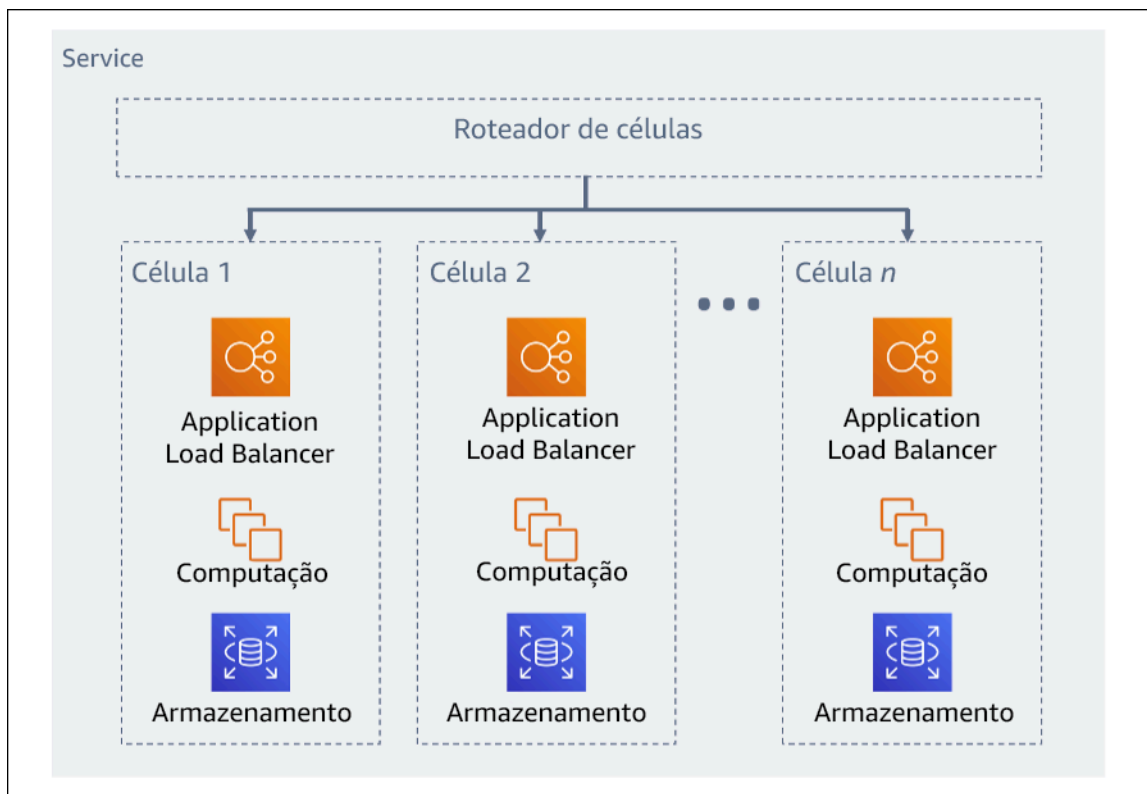 Service
Roteador de células
Célula 1
Application
Load Balancer
Computação
Armazenamento
Célula 2
Application
Load Balancer
Computação
Armazenamento
Célula n
Application
Load Balancer
Computação
Armazenamento